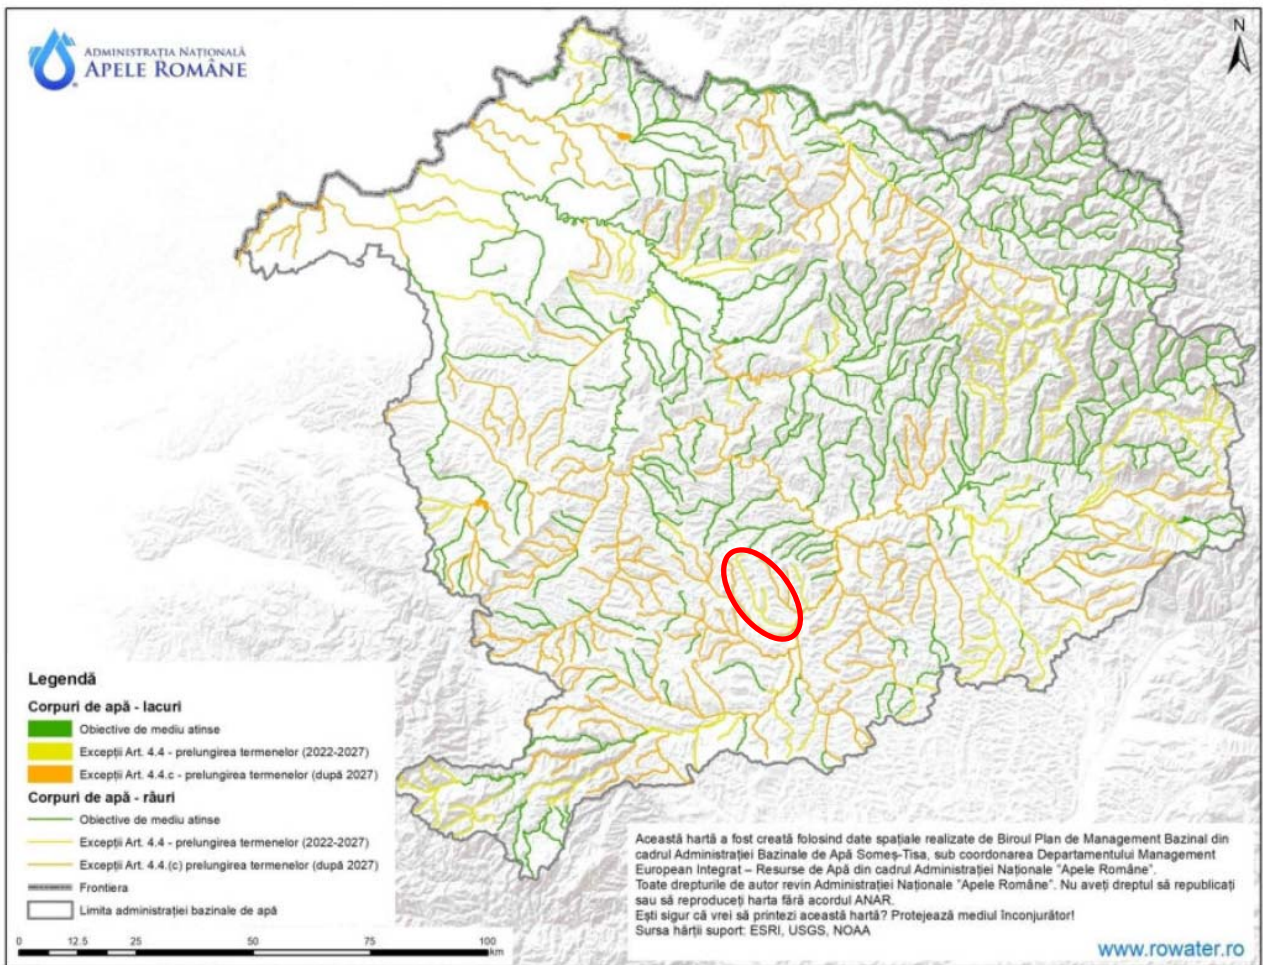 ADMINISTRAȚIA NAȚIONALĂ
APELE ROMÂNE
N
Legendă
Corpuri de apă - lacuri
Obiective de mediu atinse
Excepții Art. 4.4 - prelungirea termenelor (2022-2027)
Excepții Art. 4.4.c - prelungirea termenelor (după 2027)
Corpuri de apă - râuri
Obiective de mediu atinse
Excepții Art. 4.4 - prelungirea termenelor (2022-2027)
Excepții Art. 4.4.(c) prelungirea termenelor (după 2027)
Frontiera
Limita administrației bazinale de apă
0 12.5 25 50 75 100
km
Această hartă a fost creată folosind date spațiale realizate de Biroul Plan de Management Bazinal din
cadrul Administrației Bazinale de Apă Someș-Tisa, sub coordonarea Departamentului Management
European Integrat – Resurse de Apă din cadrul Administrației Naționale "Apele Române".
Toate drepturile de autor revin Administrației Naționale "Apele Române". Nu aveți dreptul să republicați
sau să reproduceți harta fără acordul ANAR.
Ești sigur că vrei să printezi această hartă? Protejează mediul înconjurător!
Sursa hărții suport: ESRI, USGS, NOAA
www.rowater.ro